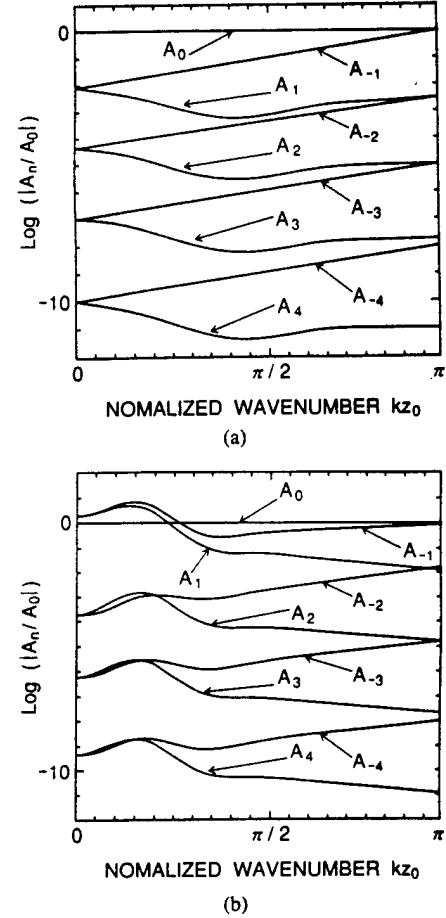 0
A0
A-1
A1
A-2
A2
A-3
A3
A-4
A4
-10
Log (|An/A0|)
0
π/2
π
NOMALIZED WAVENUMBER kz0
(a)
A0
0
A-1
A1
A-2
A2
A-3
A3
A-4
A4
-10
Log (|An/A0|)
0
π/2
π
NOMALIZED WAVENUMBER kz0
(b)